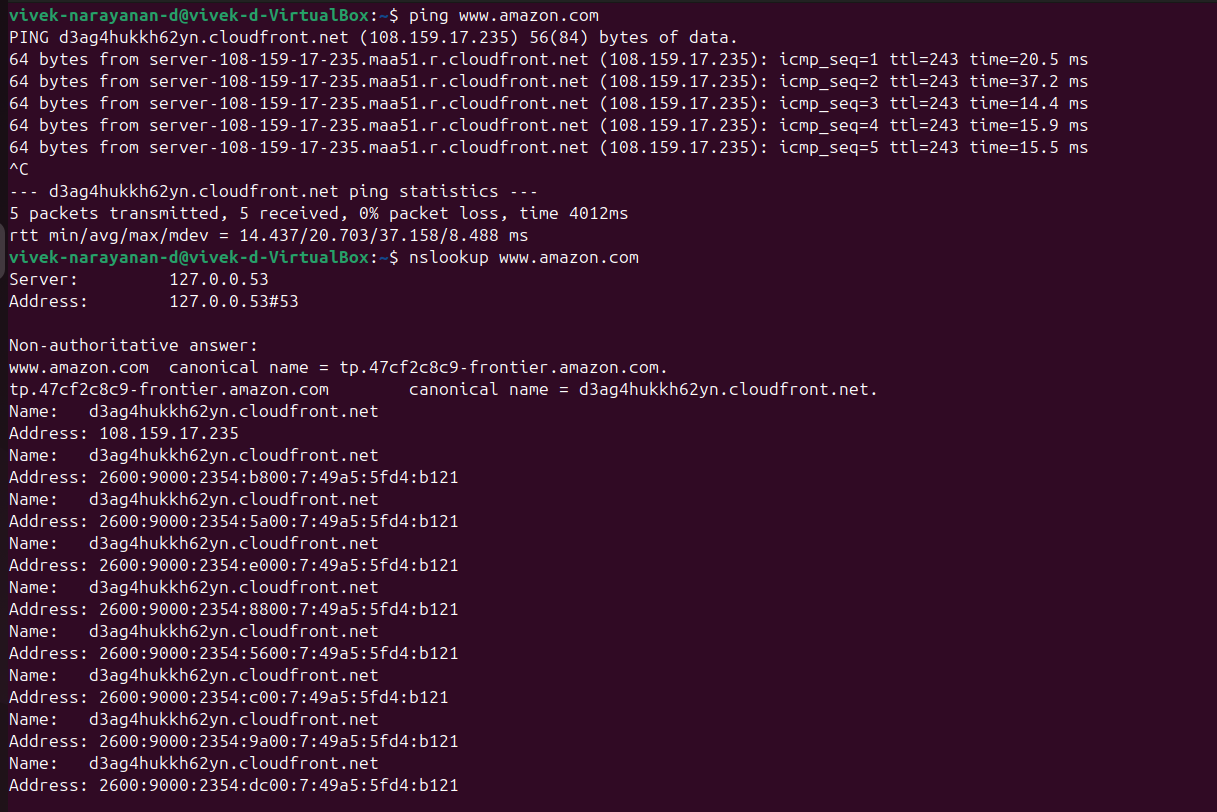 vivek-narayanan-d@vivek-d-VirtualBox:~$ ping www.amazon.com
PING d3ag4hukkh62yn.cloudfront.net (108.159.17.235) 56(84) bytes of data.
64 bytes from server-108-159-17-235.maa51.r.cloudfront.net (108.159.17.235): icmp_seq=1 ttl=243 time=20.5 ms
64 bytes from server-108-159-17-235.maa51.r.cloudfront.net (108.159.17.235): icmp_seq=2 ttl=243 time=37.2 ms
64 bytes from server-108-159-17-235.maa51.r.cloudfront.net (108.159.17.235): icmp_seq=3 ttl=243 time=14.4 ms
64 bytes from server-108-159-17-235.maa51.r.cloudfront.net (108.159.17.235): icmp_seq=4 ttl=243 time=15.9 ms
64 bytes from server-108-159-17-235.maa51.r.cloudfront.net (108.159.17.235): icmp_seq=5 ttl=243 time=15.5 ms
^C
--- d3ag4hukkh62yn.cloudfront.net ping statistics ---
5 packets transmitted, 5 received, 0% packet loss, time 4012ms
rtt min/avg/max/mdev = 14.437/20.703/37.158/8.488 ms
vivek-narayanan-d@vivek-d-VirtualBox:~$ nslookup www.amazon.com
Server:         127.0.0.53
Address:        127.0.0.53#53

Non-authoritative answer:
www.amazon.com  canonical name = tp.47cf2c8c9-frontier.amazon.com.
tp.47cf2c8c9-frontier.amazon.com        canonical name = d3ag4hukkh62yn.cloudfront.net.
Name:   d3ag4hukkh62yn.cloudfront.net
Address: 108.159.17.235
Name:   d3ag4hukkh62yn.cloudfront.net
Address: 2600:9000:2354:b800:7:49a5:5fd4:b121
Name:   d3ag4hukkh62yn.cloudfront.net
Address: 2600:9000:2354:5a00:7:49a5:5fd4:b121
Name:   d3ag4hukkh62yn.cloudfront.net
Address: 2600:9000:2354:e000:7:49a5:5fd4:b121
Name:   d3ag4hukkh62yn.cloudfront.net
Address: 2600:9000:2354:8800:7:49a5:5fd4:b121
Name:   d3ag4hukkh62yn.cloudfront.net
Address: 2600:9000:2354:5600:7:49a5:5fd4:b121
Name:   d3ag4hukkh62yn.cloudfront.net
Address: 2600:9000:2354:c00:7:49a5:5fd4:b121
Name:   d3ag4hukkh62yn.cloudfront.net
Address: 2600:9000:2354:9a00:7:49a5:5fd4:b121
Name:   d3ag4hukkh62yn.cloudfront.net
Address: 2600:9000:2354:dc00:7:49a5:5fd4:b121